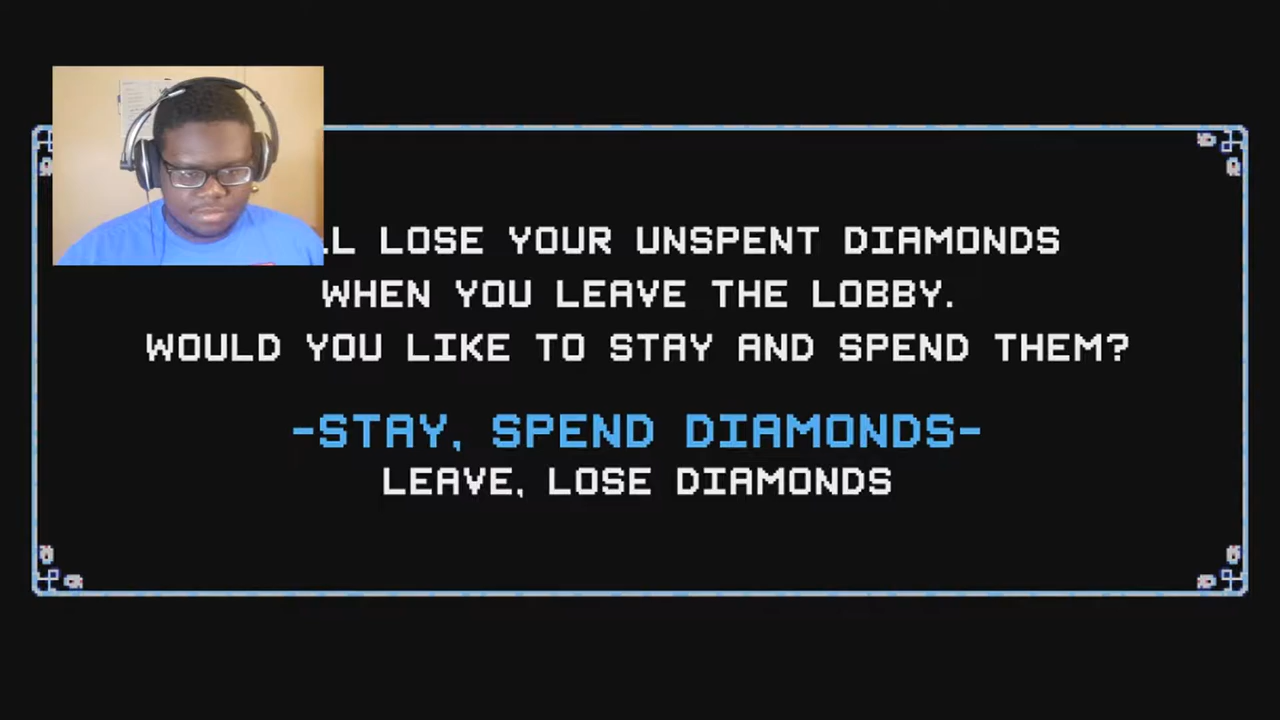 LOSE YOUR UNSPENT DIAMONDS
WHEN YOU LEAVE THE LOBBY.
WOULD YOU LIKE TO STAY AND SPEND THEM?
-STAY, SPEND DIAMONDS-
LEAVE, LOSE DIAMONDS